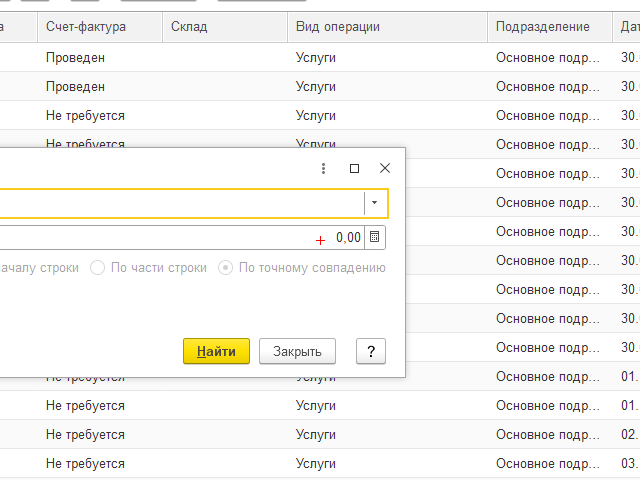 а Счет-фактура Склад Вид операции Подразделение Дат
Проведен Услуги Основное подр... 30.
Проведен Услуги Основное подр... 30.
Не требуется Услуги Основное подр... 30.
Не требуется Услуги Основное подр... 30.
Основное подр... 30.
Основное подр... 30.
0,00 Основное подр... 30.
началу строки По части строки По точному совпадению Основное подр... 30.
Основное подр... 30.
Основное подр... 30.
Найти Закрыть ? Основное подр... 30.
Не требуется Услуги Основное подр... 01.
Не требуется Услуги Основное подр... 01.
Не требуется Услуги Основное подр... 02.
Не требуется Услуги Основное подр... 03.